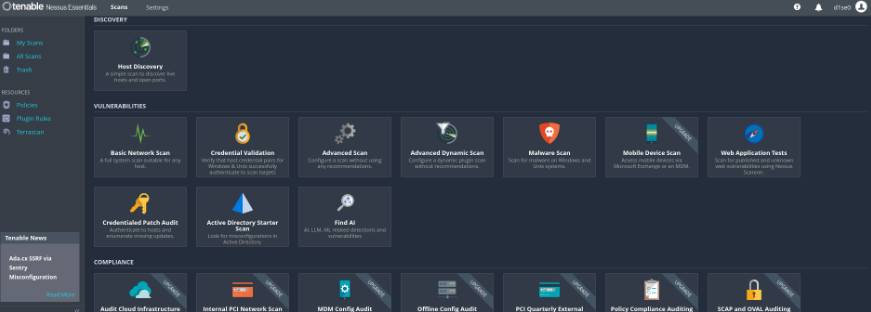 tenable Nessus Essentials Scans Settings d1se0
FOLDERS
My Scans
All Scans
Trash
RESOURCES
Policies
Plugin Rules
Terrascan
Tenable News
Ada.cx SSRF via
Sentry
Misconfiguration
Read More
DISCOVERY
Host Discovery
A simple scan to discover live
hosts and open ports.
VULNERABILITIES
Basic Network Scan
A full system scan suitable for any
host.
Credential Validation
Verify that host credential pairs for
Windows & Unix successfully
authenticate to scan targets
Advanced Scan
Configure a scan without using
any recommendations.
Advanced Dynamic Scan
Configure a dynamic plugin scan
without recommendations.
Malware Scan
Scan for malware on Windows and
Unix systems.
UPGRADE
Mobile Device Scan
Assess mobile devices via
Microsoft Exchange or an MDM.
Web Application Tests
Scan for published and unknown
web vulnerabilities using Nessus
Scanner.
Credentialed Patch Audit
Authenticate to hosts and
enumerate missing updates.
Active Directory Starter
Scan
Look for misconfigurations in
Active Directory.
Find AI
AI, LLM, ML related detections and
vulnerabilities
COMPLIANCE
UPGRADE
Audit Cloud Infrastructure
UPGRADE
Internal PCI Network Scan
UPGRADE
MDM Config Audit
UPGRADE
Offline Config Audit
UPGRADE
PCI Quarterly External
UPGRADE
Policy Compliance Auditing
UPGRADE
SCAP and OVAL Auditing